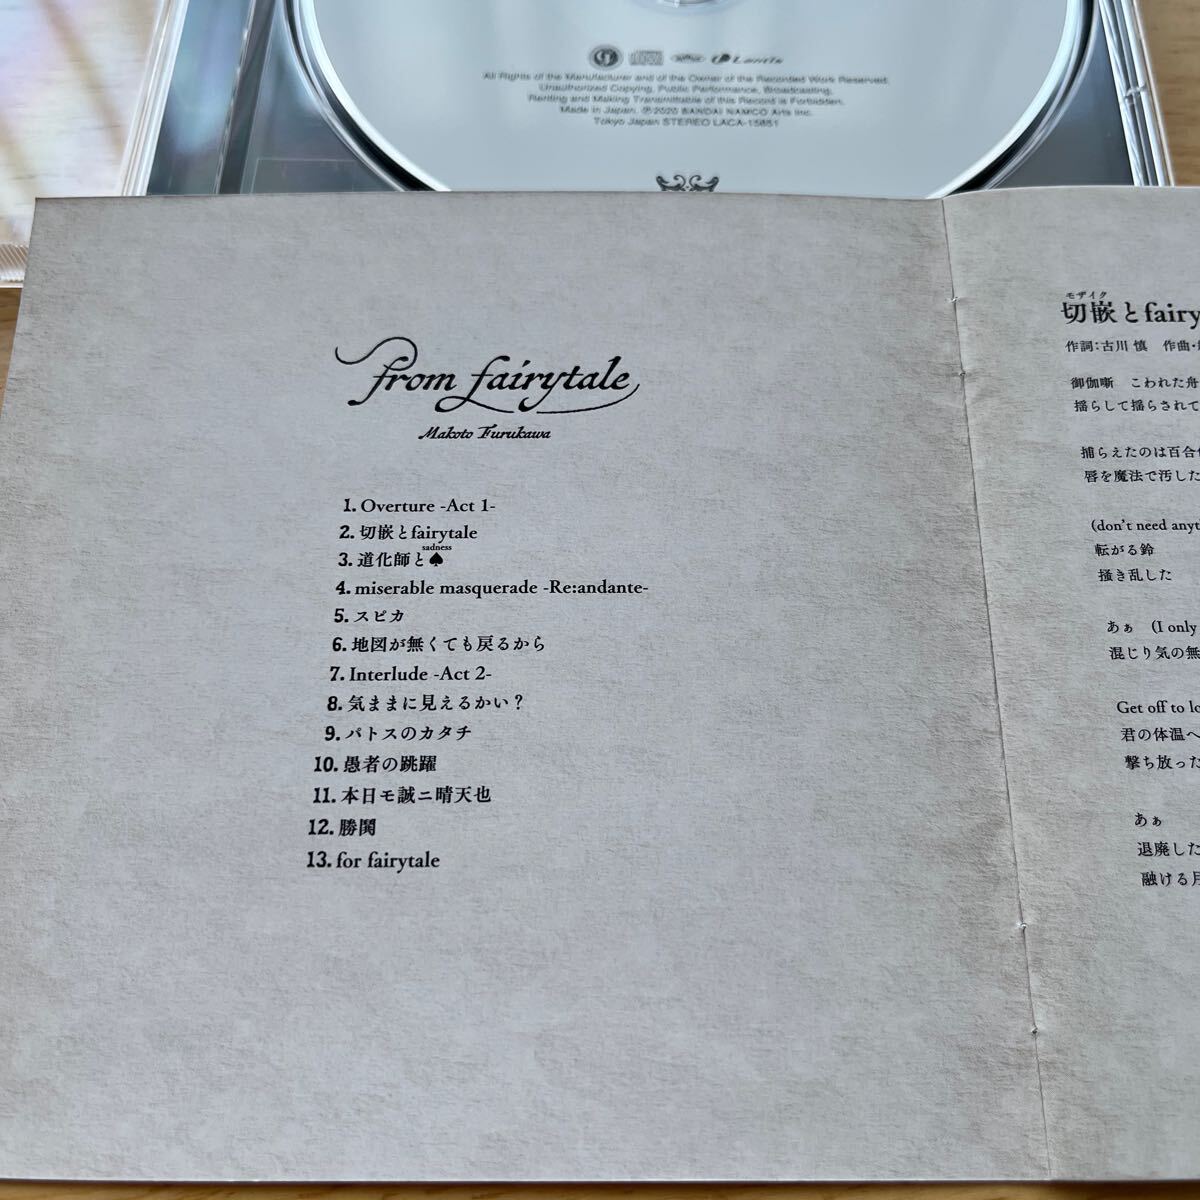 Lantis
All Rights of the Manufacturer and of the Owner of the Recorded Work Reserved.
Unauthorized Copying, Public Performance, Broadcasting,
Renting and Making Transmittable of this Record is Forbidden.
Made in Japan. ℗2020 BANDAI NAMCO Arts Inc.
Tokyo Japan STEREO LACA-15851
from fairytale
Makoto Furukawa
1. Overture -Act 1-
2. 切嵌とfairytale
sadness
3. 道化師と♠
4. miserable masquerade -Re:andante-
5. スピカ
6. 地図が無くても戻るから
7. Interlude -Act 2-
8. 気ままに見えるかい？
9. パトスのカタチ
10. 愚者の跳躍
11. 本日モ誠ニ晴天也
12. 勝鬨
13. for fairytale
モザイク
切嵌とfairy
作詞：古川 慎　作曲・
御伽噺　こわれた舟
揺らして揺らされて
捕らえたのは百合
唇を魔法で汚した
(don't need anyt
転がる鈴
掻き乱した
あぁ　(I only
混じり気の無
Get off to lo
君の体温へ
撃ち放った
あぁ
退廃した
融ける月